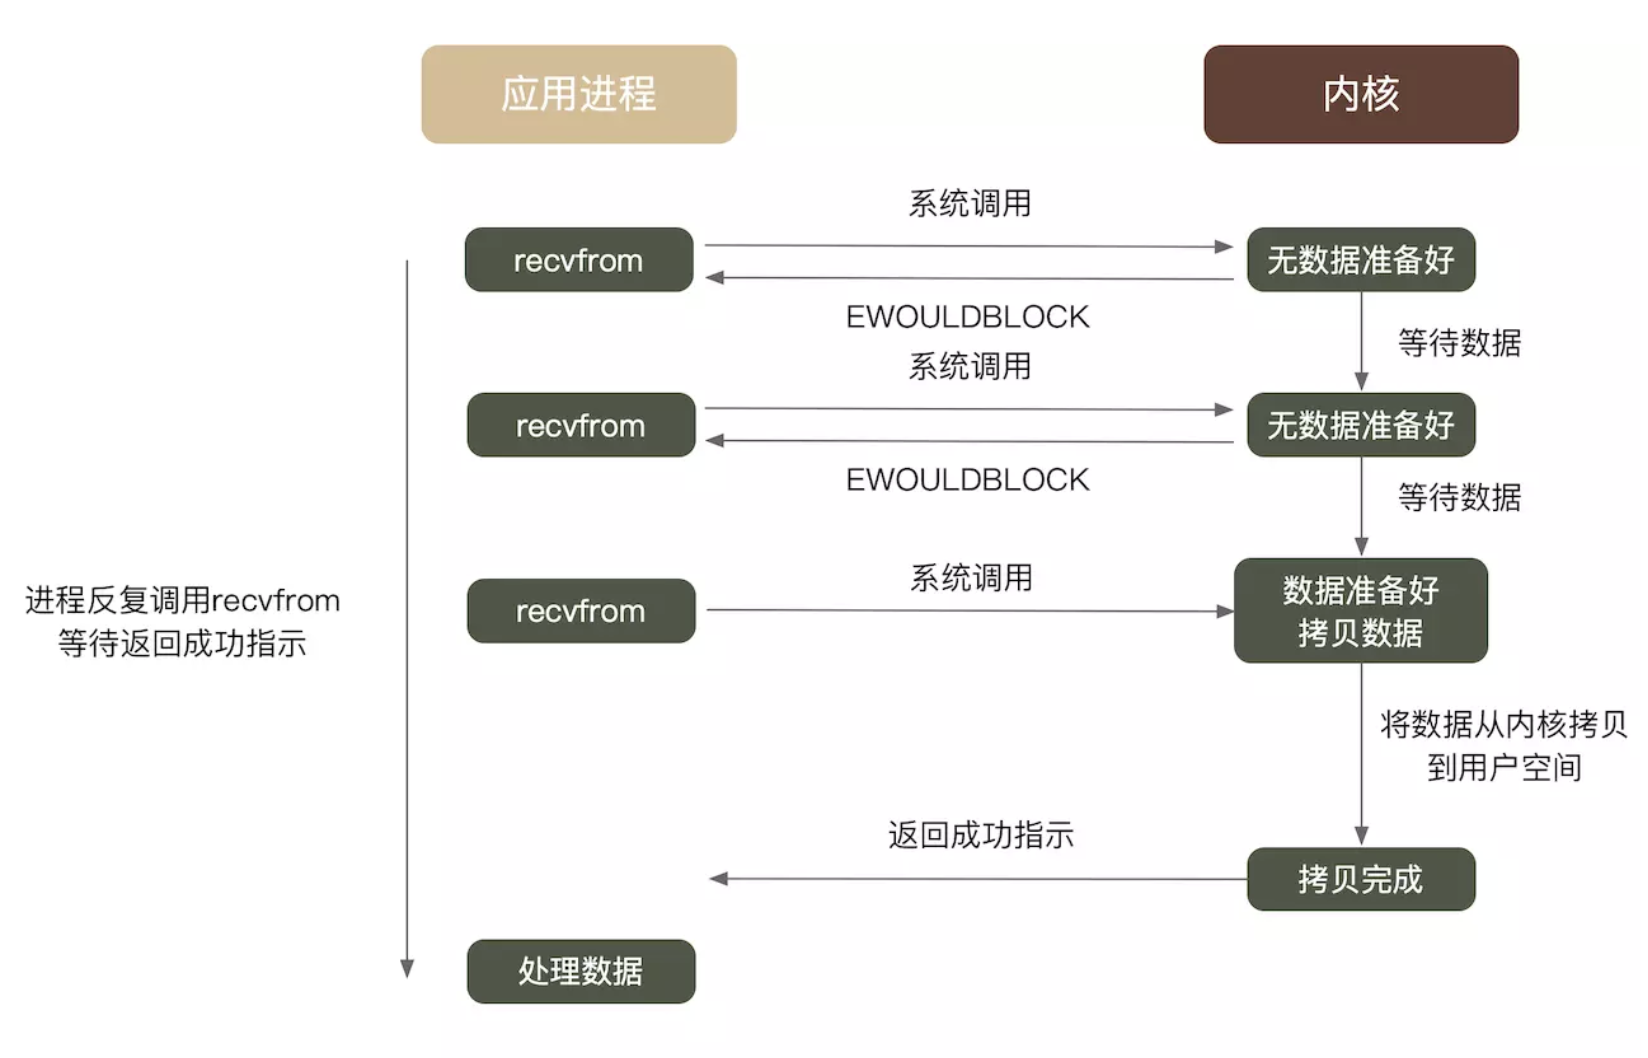 应用进程
内核
系统调用
recvfrom
无数据准备好
EWOULDBLOCK
等待数据
系统调用
recvfrom
无数据准备好
EWOULDBLOCK
等待数据
系统调用
进程反复调用recvfrom
等待返回成功指示
recvfrom
数据准备好
拷贝数据
将数据从内核拷贝
到用户空间
返回成功指示
拷贝完成
处理数据